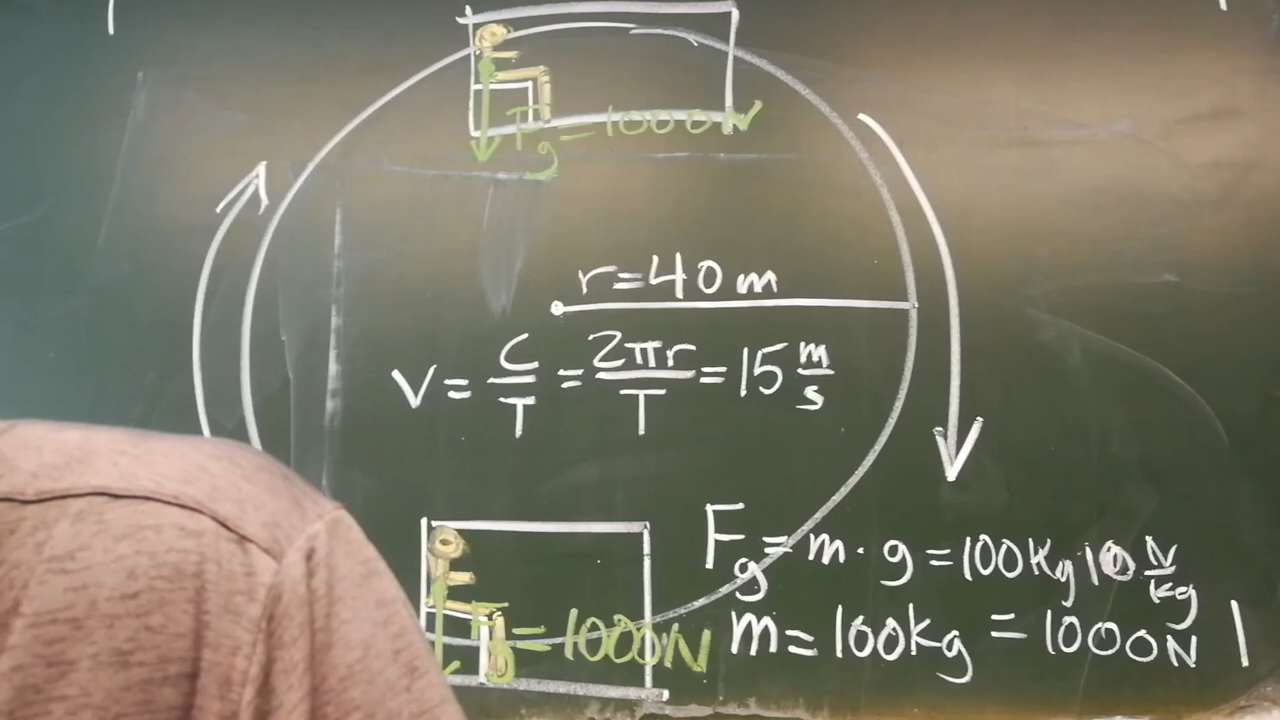 Fg=1000N
r=40m
V=C/T=2πr/T=15 m/s
Fg=m·g=100Kg 10 N/kg
m=100kg =1000N
Fg=1000N